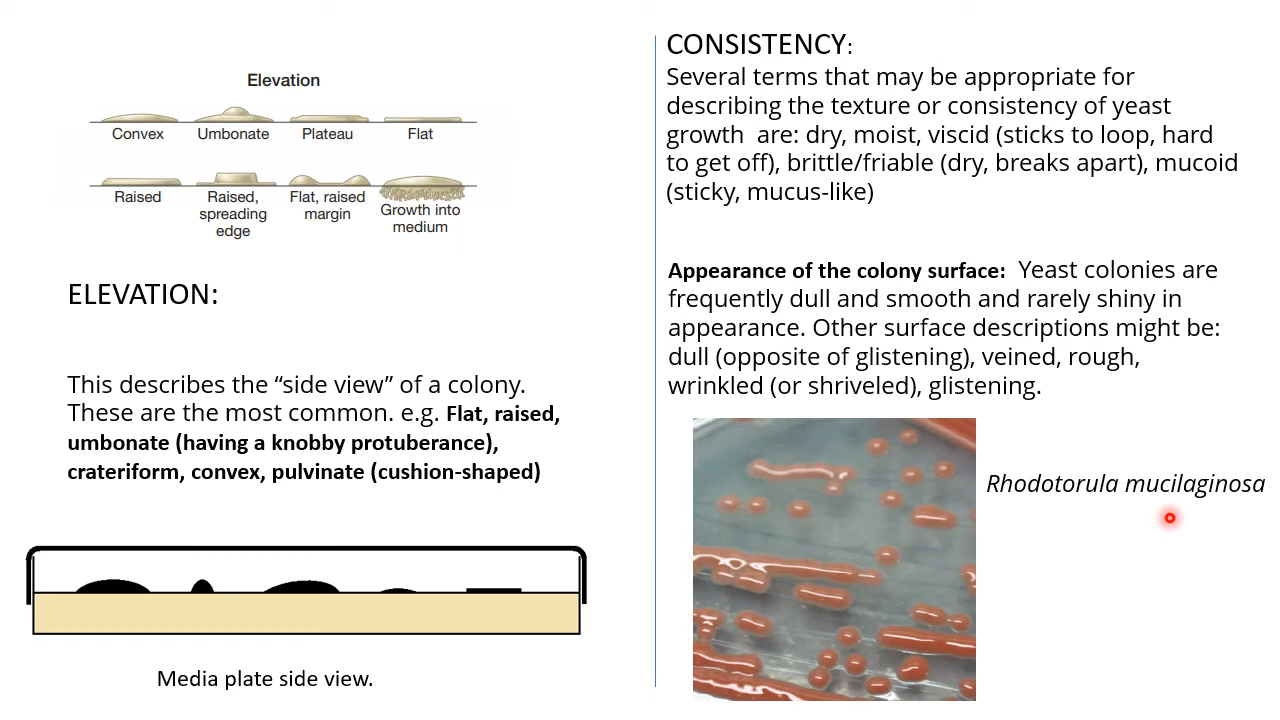 Elevation
Convex
Umbonate
Plateau
Flat
Raised
Raised,
spreading
edge
Flat, raised
margin
Growth into
medium
ELEVATION:
This describes the “side view” of a colony.
These are the most common. e.g. Flat, raised,
umbonate (having a knobby protuberance),
crateriform, convex, pulvinate (cushion-shaped)
Media plate side view.
CONSISTENCY:
Several terms that may be appropriate for
describing the texture or consistency of yeast
growth are: dry, moist, viscid (sticks to loop, hard
to get off), brittle/friable (dry, breaks apart), mucoid
(sticky, mucus-like)
Appearance of the colony surface: Yeast colonies are
frequently dull and smooth and rarely shiny in
appearance. Other surface descriptions might be:
dull (opposite of glistening), veined, rough,
wrinkled (or shriveled), glistening.
Rhodotorula mucilaginosa